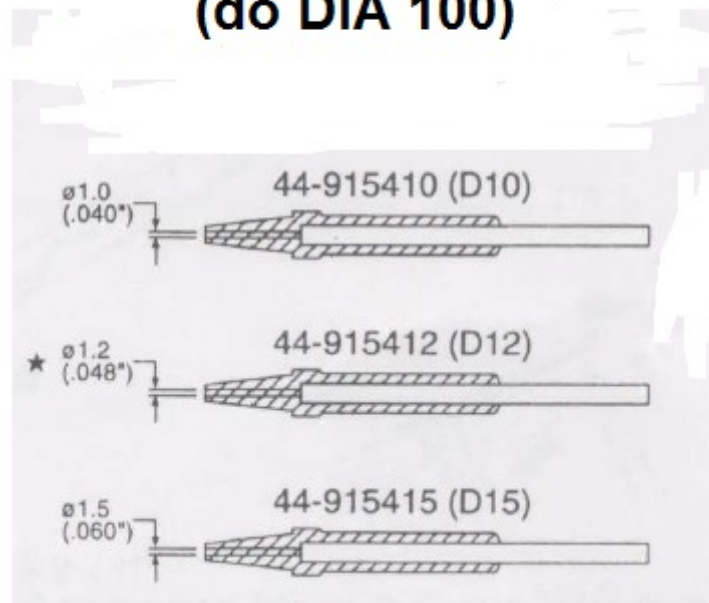 (do DIA 100)
44-915410 (D10)
ø1.0
(.040")
44-915412 (D12)
★ ø1.2
(.048")
44-915415 (D15)
ø1.5
(.060")